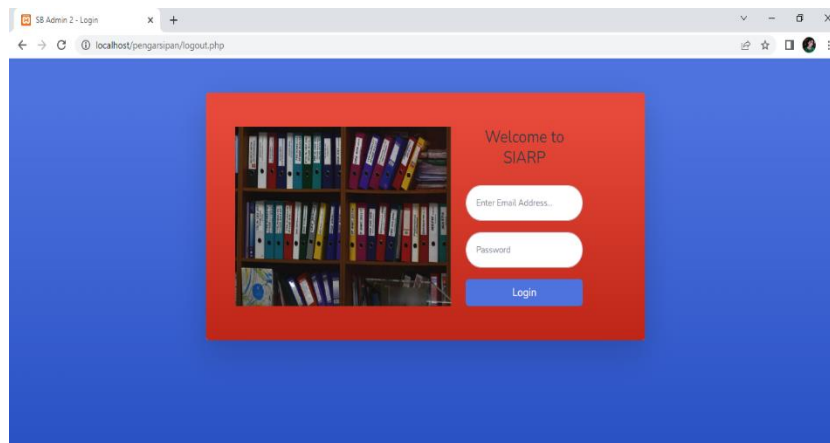 SB Admin 2 - Login
localhost/pengarsipan/logout.php
Welcome to
SIARP
Enter Email Address...
Password
Login